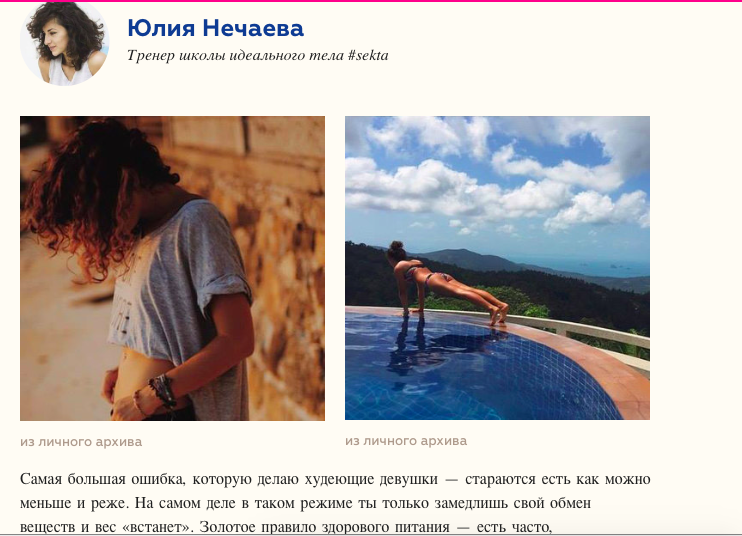 Юлия Нечаева
Тренер школы идеального тела #sekta
из личного архива
из личного архива
Самая большая ошибка, которую делаю худеющие девушки — стараются есть как можно
меньше и реже. На самом деле в таком режиме ты только замедлишь свой обмен
веществ и вес «встанет». Золотое правило здорового питания — есть часто,